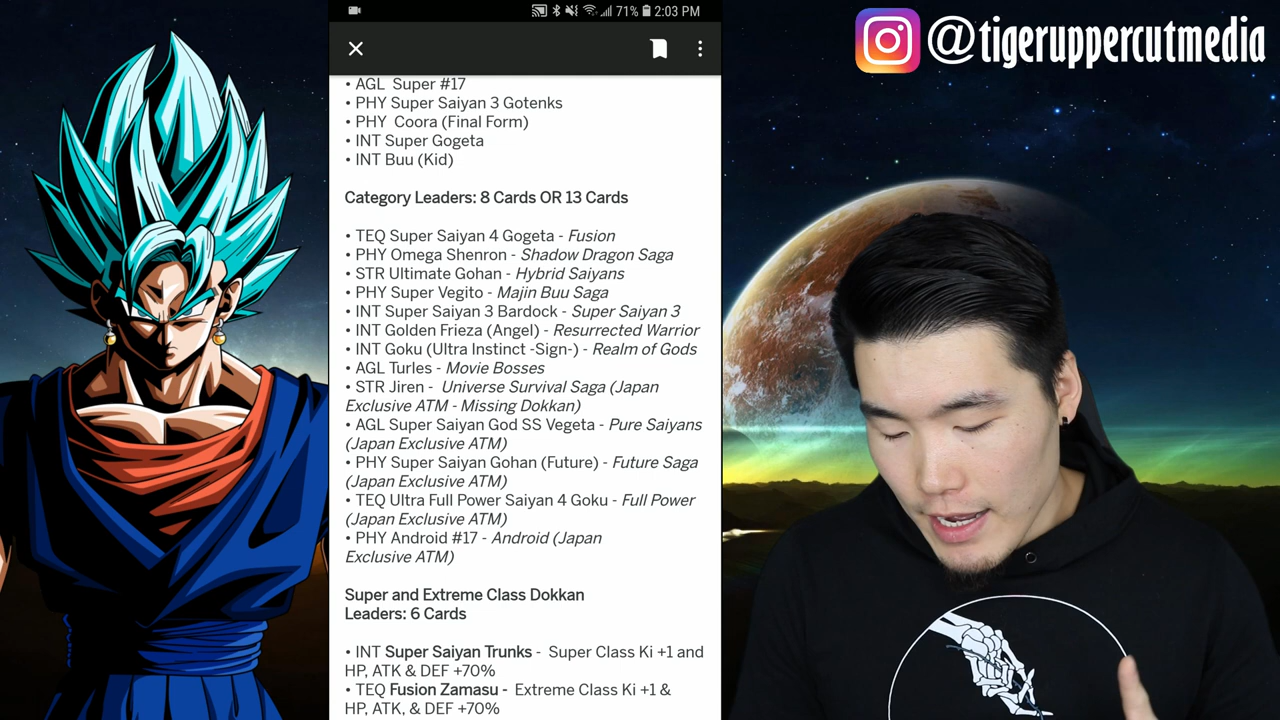 71% 2:03 PM
@tigeruppercutmedia
• AGL Super #17
• PHY Super Saiyan 3 Gotenks
• PHY Coora (Final Form)
• INT Super Gogeta
• INT Buu (Kid)
Category Leaders: 8 Cards OR 13 Cards
• TEQ Super Saiyan 4 Gogeta - Fusion
• PHY Omega Shenron - Shadow Dragon Saga
• STR Ultimate Gohan - Hybrid Saiyans
• PHY Super Vegito - Majin Buu Saga
• INT Super Saiyan 3 Bardock - Super Saiyan 3
• INT Golden Frieza (Angel) - Resurrected Warrior
• INT Goku (Ultra Instinct -Sign-) - Realm of Gods
• AGL Turles - Movie Bosses
• STR Jiren - Universe Survival Saga (Japan
Exclusive ATM - Missing Dokkan)
• AGL Super Saiyan God SS Vegeta - Pure Saiyans
(Japan Exclusive ATM)
• PHY Super Saiyan Gohan (Future) - Future Saga
(Japan Exclusive ATM)
• TEQ Ultra Full Power Saiyan 4 Goku - Full Power
(Japan Exclusive ATM)
• PHY Android #17 - Android (Japan
Exclusive ATM)
Super and Extreme Class Dokkan
Leaders: 6 Cards
• INT Super Saiyan Trunks - Super Class Ki +1 and
HP, ATK & DEF +70%
• TEQ Fusion Zamasu - Extreme Class Ki +1 &
HP, ATK, & DEF +70%